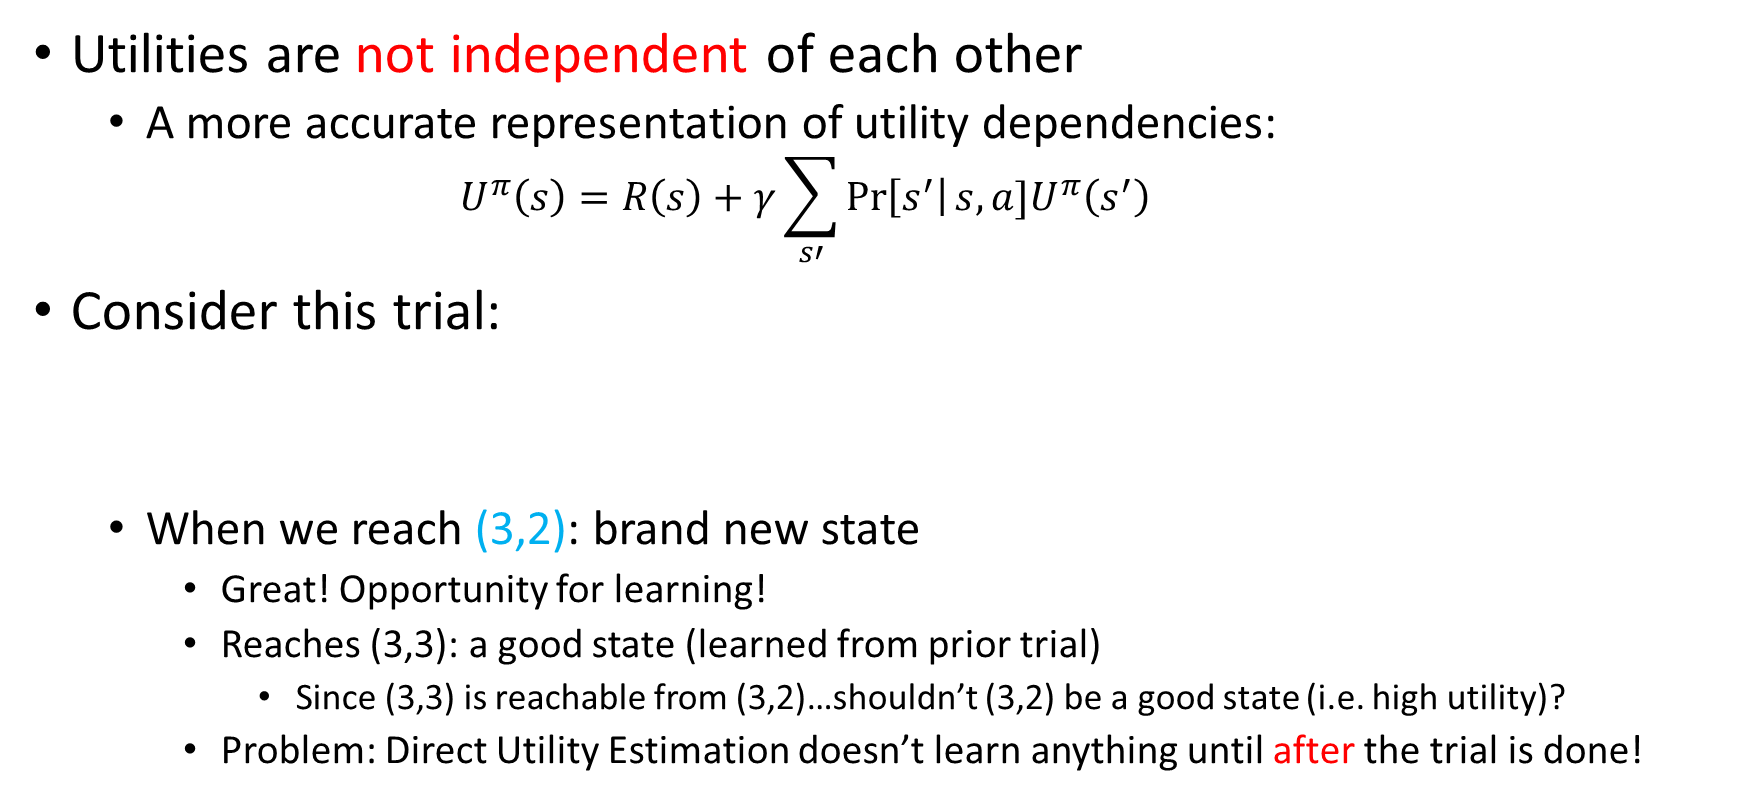 • Utilities are not independent of each other
• A more accurate representation of utility dependencies:
U^π(s) = R(s) + γ ∑_{s′} Pr[s′|s, a]U^π(s′)
• Consider this trial:
• When we reach (3,2): brand new state
• Great! Opportunity for learning!
• Reaches (3,3): a good state (learned from prior trial)
• Since (3,3) is reachable from (3,2)…shouldn’t (3,2) be a good state (i.e. high utility)?
• Problem: Direct Utility Estimation doesn’t learn anything until after the trial is done!